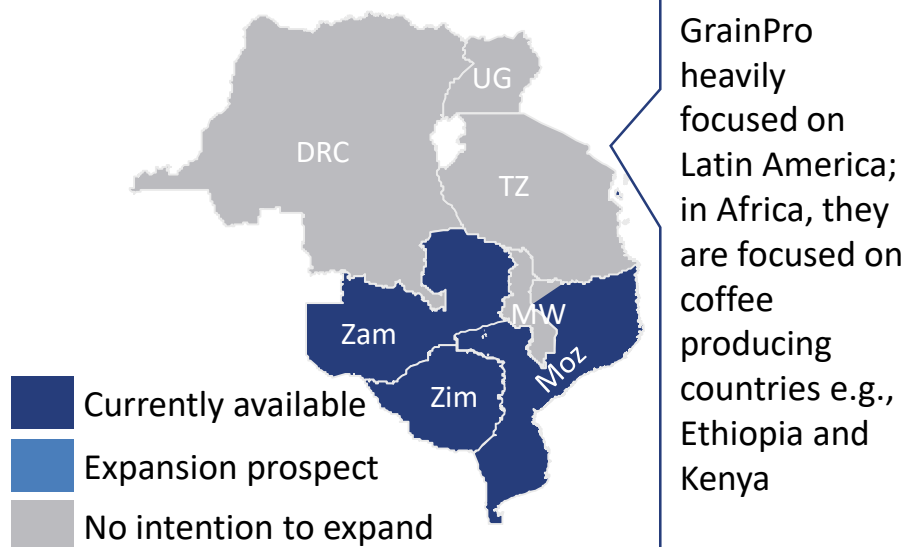 UG
DRC
TZ
MW
Zam
Moz
Zim
Currently available
Expansion prospect
No intention to expand
GrainPro
heavily
focused on
Latin America;
in Africa, they
are focused on
coffee
producing
countries e.g.,
Ethiopia and
Kenya